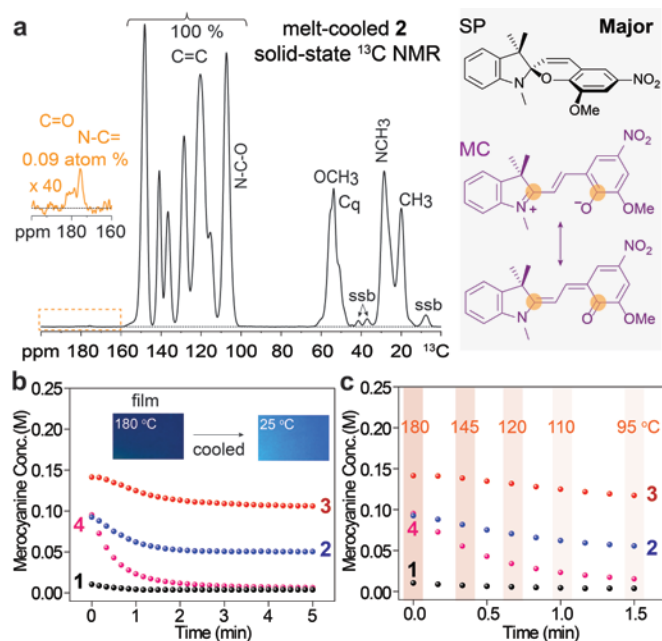 a
melt-cooled 2
solid-state ¹³C NMR
100 %
C=C
C=O
N-C=
0.09 atom %
x 40
ppm 180 160
N-C-O
OCH3
Cq
NCH3
CH3
ssb
ssb
ppm 180 160 140 120 100 80 60 40 20 ¹³C
SP Major
N
O
NO₂
OMe
MC
NO₂
N
+
O
−
OMe
NO₂
N
O
OMe
b
Merocyanine Conc.(M)
0.20
0.15
0.10
0.05
0.00
film
180 °C
cooled
25 °C
3
4
2
1
0 1 2 3 4 5
Time (min)
c
Merocyanine Conc.(M)
0.20
0.15
0.10
0.05
0.00
180 145 120 110 95 °C
3
2
4
1
0.0 0.5 1.0 1.5
Time (min)